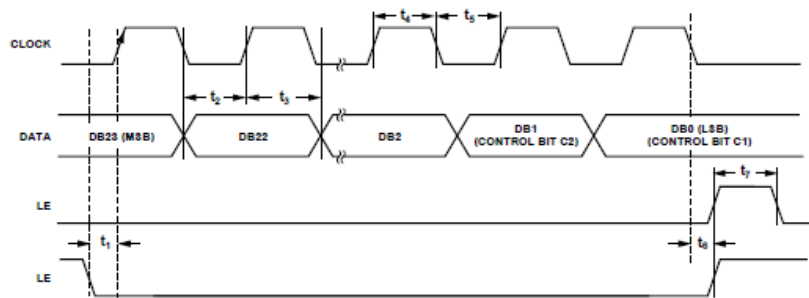 t4
t5
CLOCK
t2
t3
DATA
DB23 (MSB)
DB22
DB2
DB1
(CONTROL BIT C2)
DB0 (LSB)
(CONTROL BIT C1)
t7
LE
t1
t6
LE